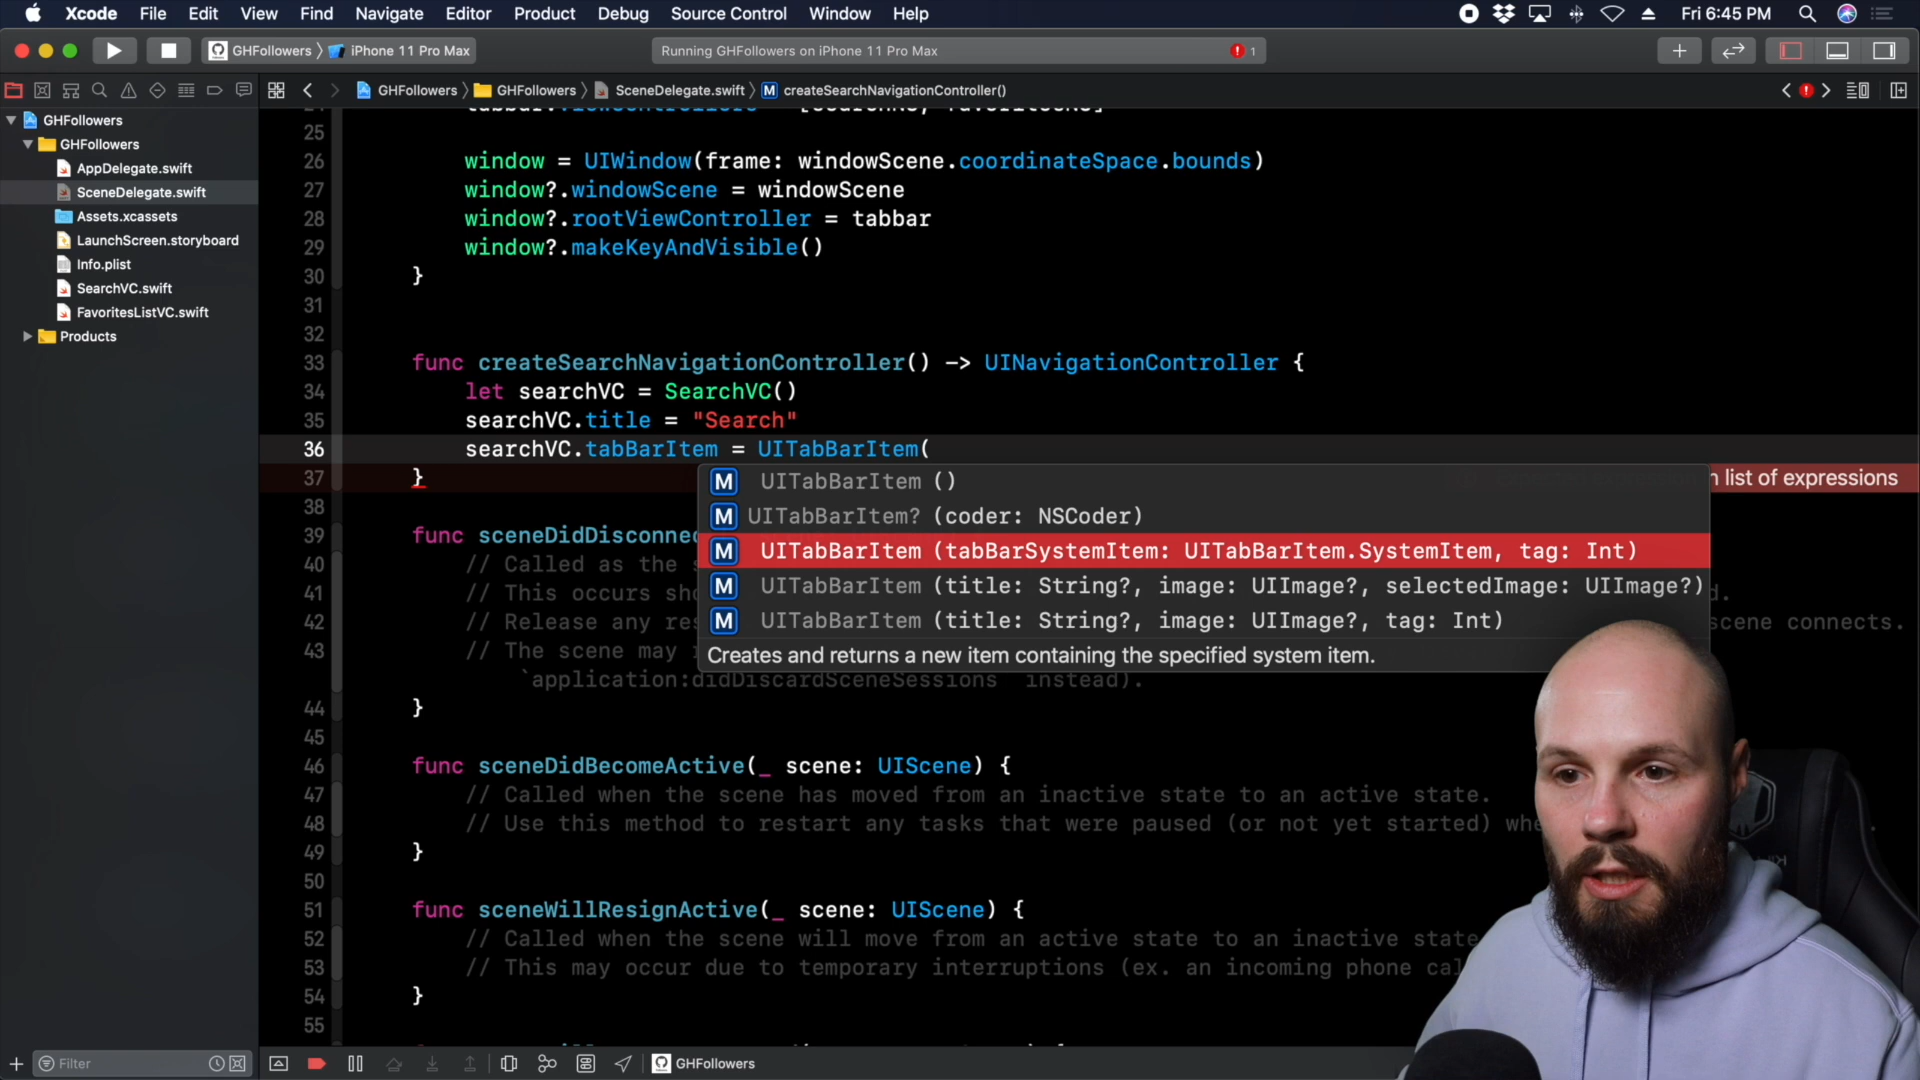 Xcode File Edit View Find Navigate Editor Product Debug Source Control Window Help Fri 6:45 PM
GHFollowers iPhone 11 Pro Max Running GHFollowers on iPhone 11 Pro Max 1
GHFollowers GHFollowers SceneDelegate.swift M createSearchNavigationController()
GHFollowers
GHFollowers
AppDelegate.swift
SceneDelegate.swift
Assets.xcassets
LaunchScreen.storyboard
Info.plist
SearchVC.swift
FavoritesListVC.swift
Products
25
26 window = UIWindow(frame: windowScene.coordinateSpace.bounds)
27 window?.windowScene = windowScene
28 window?.rootViewController = tabbar
29 window?.makeKeyAndVisible()
30 }
31
32
33 func createSearchNavigationController() -> UINavigationController {
34 let searchVC = SearchVC()
35 searchVC.title = "Search"
36 searchVC.tabBarItem = UITabBarItem(
37 } list of expressions
M UITabBarItem ()
M UITabBarItem? (coder: NSCoder)
M UITabBarItem (tabBarSystemItem: UITabBarItem.SystemItem, tag: Int)
M UITabBarItem (title: String?, image: UIImage?, selectedImage: UIImage?)
M UITabBarItem (title: String?, image: UIImage?, tag: Int)
Creates and returns a new item containing the specified system item.
38
39 func sceneDidDisconnec
40 // Called as the s
41 // This occurs sho d.
42 // Release any res scene connects.
43 // The scene may
`application:didDiscardSceneSessions` instead).
44 }
45
46 func sceneDidBecomeActive(_ scene: UIScene) {
47 // Called when the scene has moved from an inactive state to an active state.
48 // Use this method to restart any tasks that were paused (or not yet started) whe
49 }
50
51 func sceneWillResignActive(_ scene: UIScene) {
52 // Called when the scene will move from an active state to an inactive state
53 // This may occur due to temporary interruptions (ex. an incoming phone cal
54 }
55
Filter GHFollowers